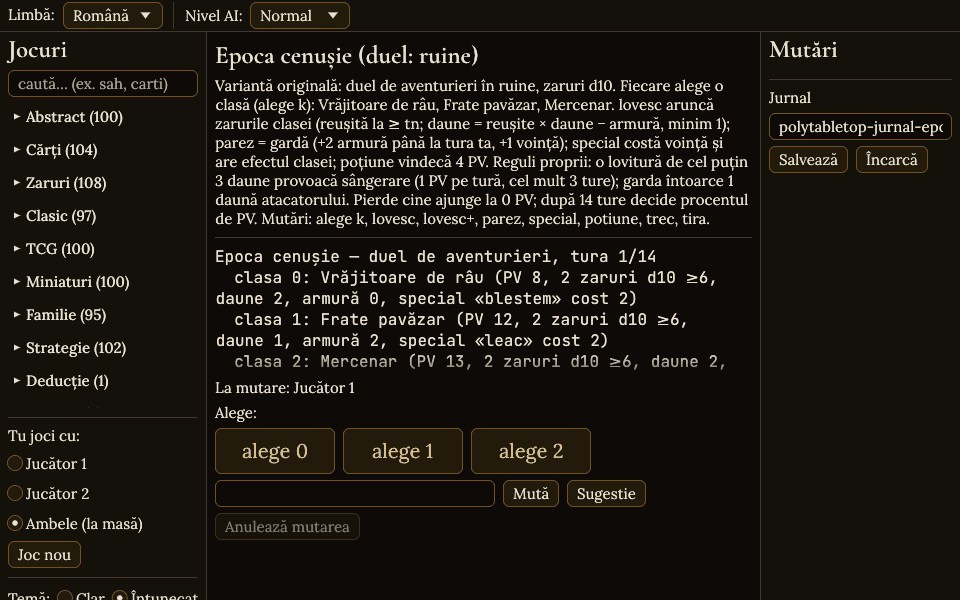 Limbă:
Română
Nivel AI:
Normal
Jocuri
caută... (ex. sah, carti)
Abstract (100)
Cărți (104)
Zaruri (108)
Clasic (97)
TCG (100)
Miniaturi (100)
Familie (95)
Strategie (102)
Deducție (1)
Tu joci cu:
Jucător 1
Jucător 2
Ambele (la masă)
Joc nou
Temă: Clar Întunecat
Epoca cenușie (duel: ruine)
Variantă originală: duel de aventurieri în ruine, zaruri d10. Fiecare alege o
clasă (alege k): Vrăjitoare de râu, Frate pavăzar, Mercenar. lovesc aruncă
zarurile clasei (reușită la ≥ tn; daune = reușite × daune − armură, minim 1);
parez = gardă (+2 armură până la tura ta, +1 voință); special costă voință și
are efectul clasei; poțiune vindecă 4 PV. Reguli proprii: o lovitură de cel puțin
3 daune provoacă sângerare (1 PV pe tură, cel mult 3 ture); garda întoarce 1
daună atacatorului. Pierde cine ajunge la 0 PV; după 14 ture decide procentul
de PV. Mutări: alege k, lovesc, lovesc+, parez, special, potiune, trec, tira.
Epoca cenușie — duel de aventurieri, tura 1/14
clasa 0: Vrăjitoare de râu (PV 8, 2 zaruri d10 ≥6,
daune 2, armură 0, special «blestem» cost 2)
clasa 1: Frate pavăzar (PV 12, 2 zaruri d10 ≥6,
daune 1, armură 2, special «leac» cost 2)
clasa 2: Mercenar (PV 13, 2 zaruri d10 ≥6, daune 2,
La mutare: Jucător 1
Alege:
alege 0
alege 1
alege 2
Mută
Sugestie
Anulează mutarea
Mutări
Jurnal
polytabletop-jurnal-epo
Salvează
Încarcă